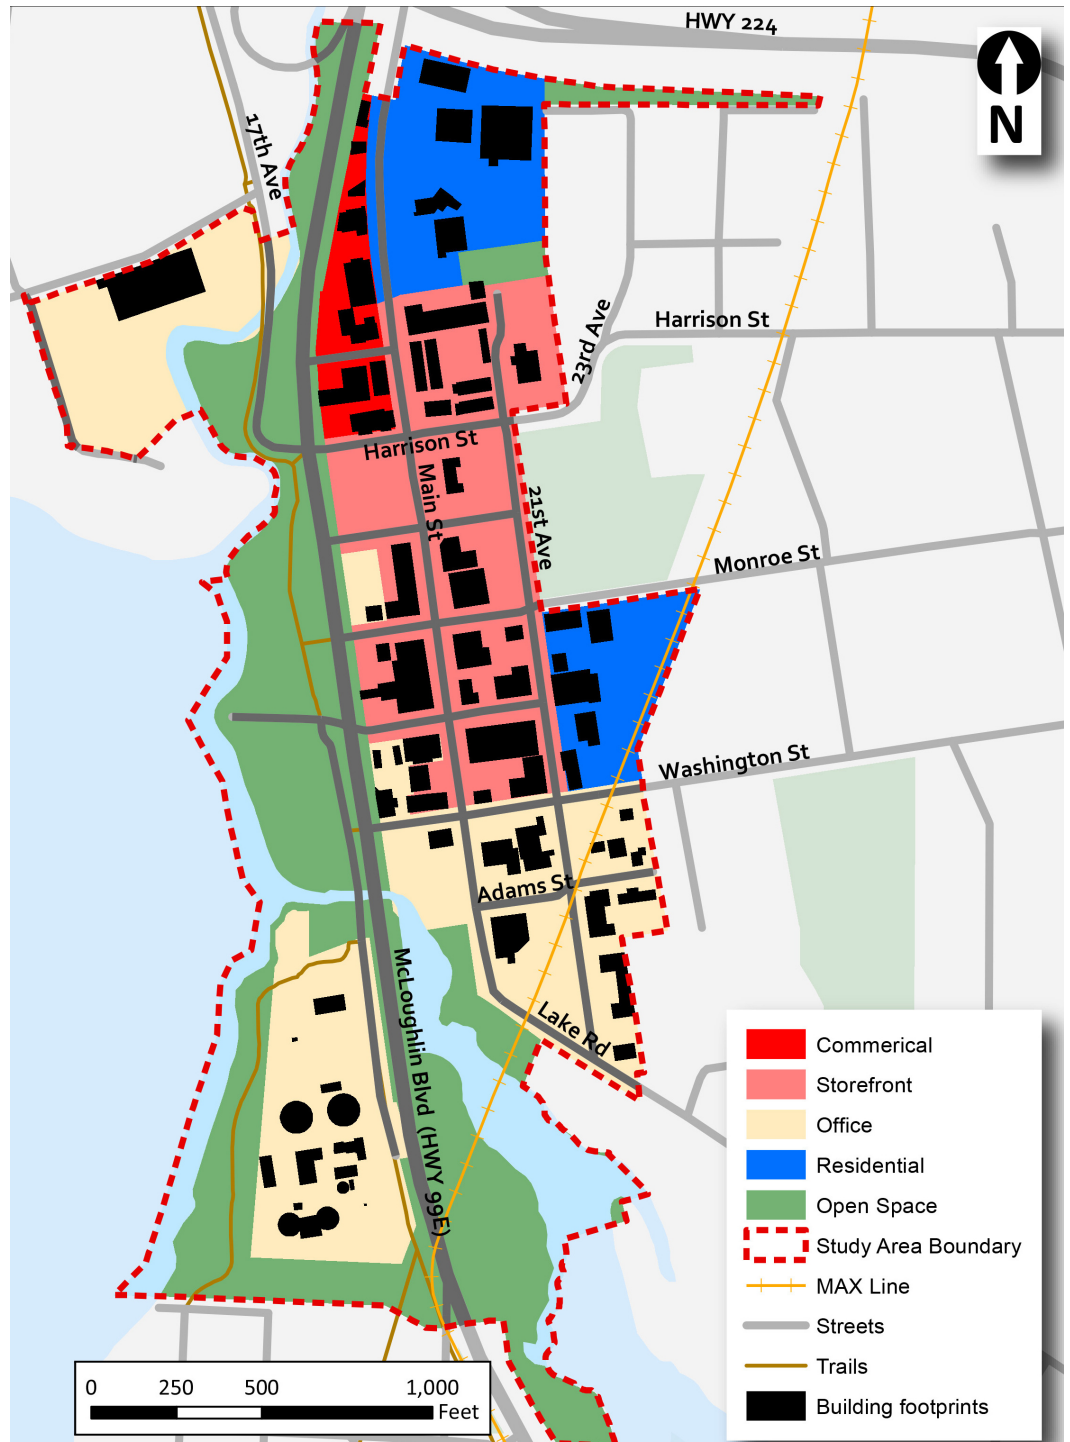 HWY 224
N
17th Ave
Harrison St
23rd Ave
Harrison St
Main St
21st Ave
Monroe St
Washington St
Adams St
McLoughlin Blvd (HWY 99E)
Lake Rd
Commerical
Storefront
Office
Residential
Open Space
Study Area Boundary
MAX Line
Streets
Trails
Building footprints
0 250 500 1,000
Feet